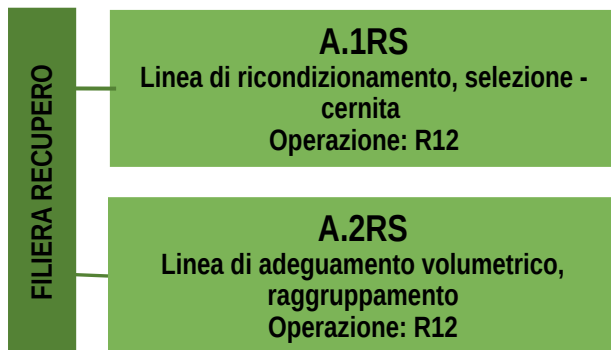 FILIERA RECUPERO
A.1RS
Linea di ricondizionamento, selezione -
cernita
Operazione: R12
A.2RS
Linea di adeguamento volumetrico,
raggruppamento
Operazione: R12